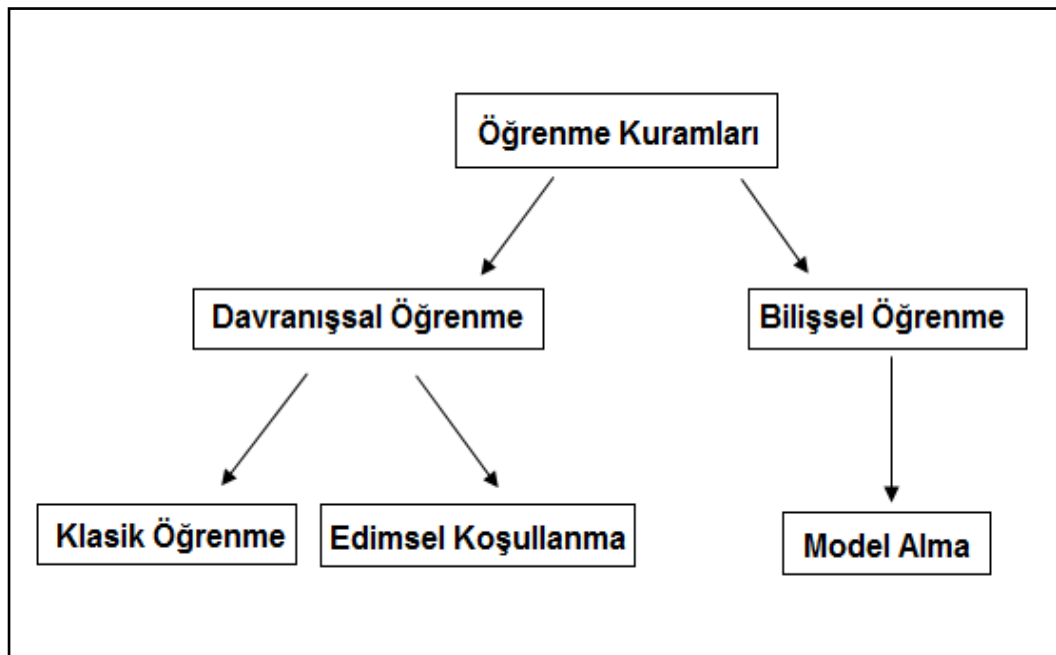 Öğrenme Kuramları
Davranışsal Öğrenme
Bilişsel Öğrenme
Klasik Öğrenme
Edimsel Koşullanma
Model Alma